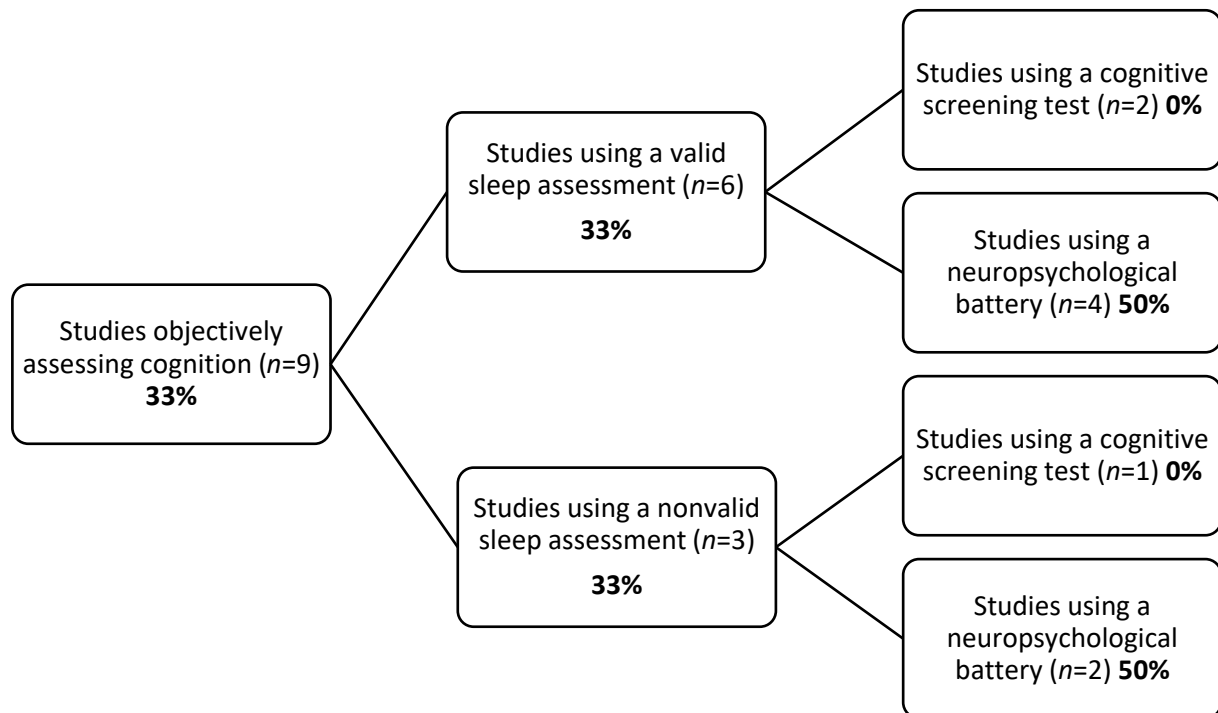 Studies objectively
assessing cognition (n=9)
33%
Studies using a valid
sleep assessment (n=6)
33%
Studies using a cognitive
screening test (n=2) 0%
Studies using a
neuropsychological
battery (n=4) 50%
Studies using a nonvalid
sleep assessment (n=3)
33%
Studies using a cognitive
screening test (n=1) 0%
Studies using a
neuropsychological
battery (n=2) 50%